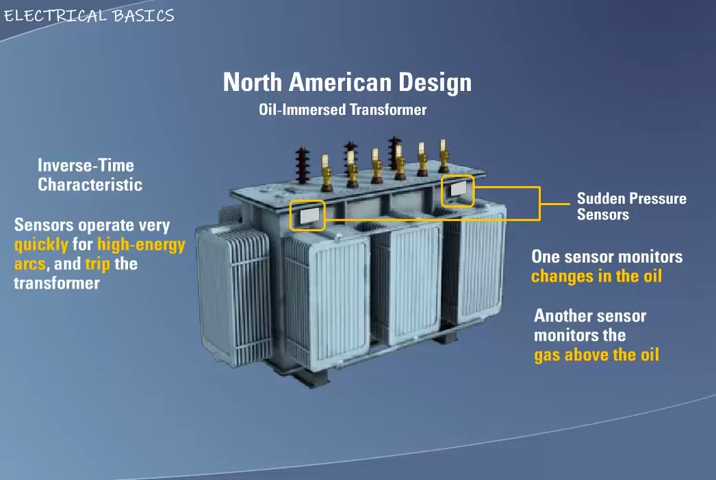 ELECTRICAL BASICS
North American Design
Oil-Immersed Transformer
Inverse-Time
Characteristic
Sensors operate very
quickly for high-energy
arcs, and trip the
transformer
Sudden Pressure
Sensors
One sensor monitors
changes in the oil
Another sensor
monitors the
gas above the oil